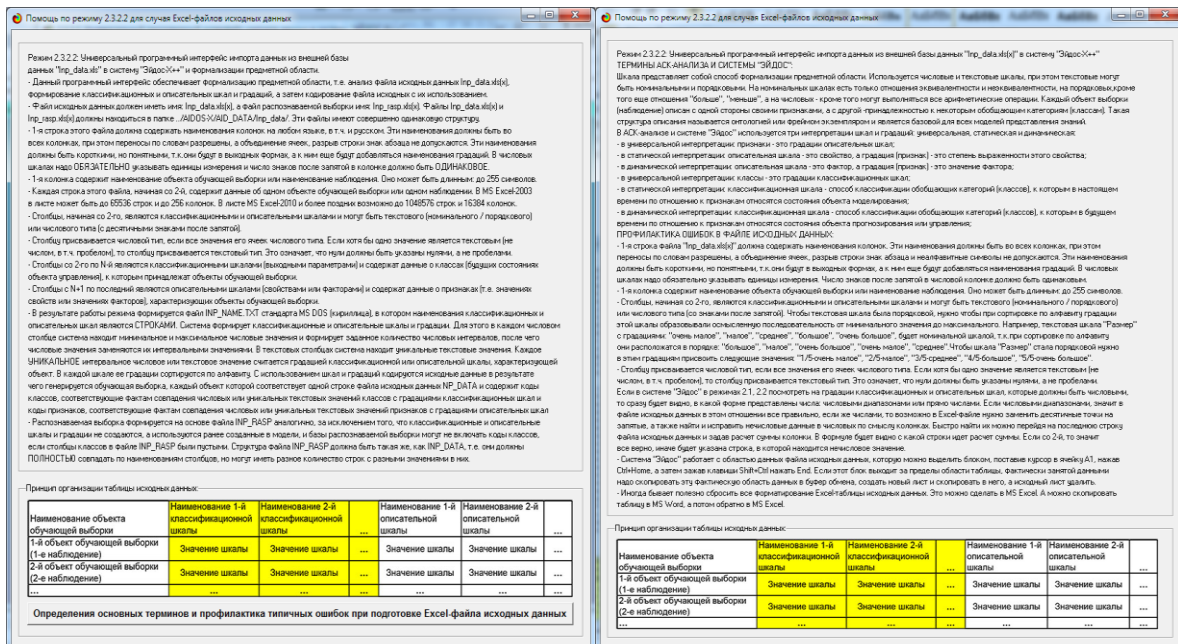 Помощь по режиму 2.3.2.2 для случая Excel-файлов исходных данных
Режим 2.3.2.2: Универсальный программный интерфейс импорта данных из внешней базы
данных "Inp_data.xls" в систему "Эйдос-X++" и формализации предметной области.
- Данный программный интерфейс обеспечивает формализацию предметной области, т.е. анализ файла исходных данных Inp_data.xls(x),
формирование классификационных и описательных шкал и градаций, а затем кодирование файла исходных с их использованием.
- Файл исходных данных должен иметь имя: Inp_data.xls(x), а файл распознаваемой выборки имя: Inp_rasp.xls(x). Файлы Inp_data.xls(x) и
Inp_rasp.xls(x) должны находиться в папке ../AIDOS-X/AID_DATA/Inp_data/. Эти файлы имеют совершенно одинаковую структуру.
- 1-я строка этого файла должна содержать наименования колонок на любом языке, в т.ч. и русском. Эти наименования должны быть во
всех колонках, при этом переносы по словам разрешены, а объединение ячеек, разрыв строки знак абзаца не допускаются. Эти наименования
должны быть короткими, но понятными, т.к.они будут в выходных формах, а к ним еще будут добавляться наименования градаций. В числовых
шкалах надо ОБЯЗАТЕЛЬНО указывать единицы измерения и число знаков после запятой в колонке должно быть ОДИНАКОВОЕ.
- 1-я колонка содержит наименование объекта обучающей выборки или наименование наблюдения. Оно может быть длинным: до 255 символов.
- Каждая строка этого файла, начиная со 2-й, содержит данные об одном объекте обучающей выборки или одном наблюдении. В MS Excel-2003
в листе может быть до 65536 строк и до 256 колонок. В листе MS Excel-2010 и более поздних возможно до 1048576 строк и 16384 колонок.
- Столбцы, начиная со 2-го, являются классификационными и описательными шкалами и могут быть текстового (номинального / порядкового)
или числового типа (с десятичными знаками после запятой).
- Столбцу присваивается числовой тип, если все значения его ячеек числового типа. Если хотя бы одно значение является текстовым (не
числом, в т.ч. пробелом), то столбцу присваивается текстовый тип. Это означает, что нули должны быть указаны нулями, а не пробелами.
- Столбцы со 2-го по N-й являются классификационными шкалами (выходными параметрами) и содержат данные о классах (будущих состояниях
объекта управления), к которым принадлежат объекты обучающей выборки.
- Столбцы с N+1 по последний являются описательными шкалами (свойствами или факторами) и содержат данные о признаках (т.е. значениях
свойств или значениях факторов), характеризующих объекты обучающей выборки.
- В результате работы режима формируется файл INP_NAME.TXT стандарта MS DOS (кириллица), в котором наименования классификационных и
описательных шкал являются СТРОКАМИ. Система формирует классификационные и описательные шкалы и градации. Для этого в каждом числовом
столбце система находит минимальное и максимальное числовые значения и формирует заданное количество числовых интервалов, после чего
числовые значения заменяются их интервальными значениями. В текстовых столбцах система находит уникальные текстовые значения. Каждое
УНИКАЛЬНОЕ интервальное числовое или текстовое значение считается градацией классификационной или описательной шкалы, характеризующей
объект. В каждой шкале ее градации сортируются по алфавиту. С использованием шкал и градаций кодируются исходные данные в результате
чего генерируется обучающая выборка, каждый объект которой соответствует одной строке файла исходных данных NP_DATA и содержит коды
классов, соответствующие фактам совпадения числовых или уникальных текстовых значений классов с градациями классификационных шкал и
коды признаков, соответствующие фактам совпадения числовых или уникальных текстовых значений признаков с градациями описательных шкал
- Распознаваемая выборка формируется на основе файла INP_RASP аналогично, за исключением того, что классификационные и описательные
шкалы и градации не создаются, а используются ранее созданные в модели, и базы распознаваемой выборки могут не включать коды классов,
если столбцы классов в файле INP_RASP были пустыми. Структура файла INP_RASP должна быть такая же, как INP_DATA, т.е. они должны
ПОЛНОСТЬЮ совпадать по наименованиям столбцов, но могут иметь разное количество строк с разными значениями в них.
Принцип организации таблицы исходных данных:
Наименование объекта обучающей выборки Наименование 1-й классификационной шкалы Наименование 2-й классификационной шкалы ... Наименование 1-й описательной шкалы Наименование 2-й описательной шкалы ...
1-й объект обучающей выборки (1-е наблюдение) Значение шкалы Значение шкалы ... Значение шкалы Значение шкалы ...
2-й объект обучающей выборки (2-е наблюдение) Значение шкалы Значение шкалы ... Значение шкалы Значение шкалы ...
... ... ... ... ... ...
Определения основных терминов и профилактика типичных ошибок при подготовке Excel-файла исходных данных
Помощь по режиму 2.3.2.2 для случая Excel-файлов исходных данных
Режим 2.3.2.2: Универсальный программный интерфейс импорта данных из внешней базы данных "Inp_data.xls(x)" в систему "Эйдос-X++"
ТЕРМИНЫ АСК-АНАЛИЗА И СИСТЕМЫ "ЭЙДОС":
Шкала представляет собой способ формализации предметной области. Используются числовые и текстовые шкалы, при этом текстовые могут
быть номинальными и порядковыми. На номинальных шкалах есть только отношения эквивалентности и неэквивалентности, на порядковых,кроме
того еще отношения "больше", "меньше", а на числовых - кроме того могут выполняться все арифметические операции. Каждый объект выборки
(наблюдение) описан с одной стороны своими признаками, а с другой -принадлежностью к некоторым обобщающим категориям (классам). Такая
структура описания называется онтологией или фреймом экземпляром и является базовой для всех моделей представления знаний.
В АСК-анализе и системе "Эйдос" используется три интерпретации шкал и градаций: универсальная, статическая и динамическая:
- в универсальной интерпретации: признаки - это градации описательных шкал;
- в статической интерпретации: описательная шкала - это свойство, а градация (признак) - это степень выраженности этого свойства;
- в динамической интерпретации: описательная шкала - это фактор, а градация (признак) - это значение фактора;
- в универсальной интерпретации: классы - это градации классификационных шкал;
- в статической интерпретации: классификационная шкала - способ классификации обобщающих категорий (классов), к которым в настоящем
времени по отношению к признакам относятся состояния объекта моделирования;
- в динамической интерпретации: классификационная шкала - способ классификации обобщающих категорий (классов), к которым в будущем
времени по отношению к признакам относятся состояния объекта прогнозирования или управления;
ПРОФИЛАКТИКА ОШИБОК В ФАЙЛЕ ИСХОДНЫХ ДАННЫХ:
- 1-я строка файла "Inp_data.xls(x)" должна содержать наименования колонок. Эти наименования должны быть во всех колонках, при этом
переносы по словам разрешены, а объединение ячеек, разрыв строки знак абзаца и неалфавитные символы не допускаются. Эти наименования
должны быть короткими, но понятными, т.к.они будут в выходных формах, а к ним еще будут добавляться наименования градаций. В числовых
шкалах надо обязательно указывать единицы измерения. Число знаков после запятой в числовой колонке должно быть одинаковым.
- 1-я колонка содержит наименование объекта обучающей выборки или наименование наблюдения. Оно может быть длинным: до 255 символов.
- Столбцы, начиная со 2-го, являются классификационными и описательными шкалами и могут быть текстового (номинального / порядкового)
или числового типа (со знаками после запятой). Чтобы текстовая шкала была порядковой, нужно чтобы при сортировке по алфавиту градации
этой шкалы образовывали осмысленную последовательность от минимального значения до максимального. Например, текстовая шкала "Размер"
с градациями: "очень малое", "малое", "среднее", "большое", "очень большое", будет номинальной шкалой, т.к.при сортировке по алфавиту
они расположатся в порядке: "большое", "малое", "очень большое", "очень малое", "среднее".Чтобы шкала "Размер" стала порядковой нужно
в этим градациям присвоить следующие значения: "1/5-очень малое", "2/5-малое", "3/5-среднее", "4/5-большое", "5/5-очень большое".
- Столбцу присваивается числовой тип, если все значения его ячеек числового типа. Если хотя бы одно значение является текстовым (не
числом, в т.ч. пробелом), то столбцу присваивается текстовый тип. Это означает, что нули должны быть указаны нулями, а не пробелами.
Если в системе "Эйдос" в режимах 2.1, 2.2 посмотреть на градации классификационных и описательных шкал, которые должны быть числовыми,
то сразу будет видно, в какой форме представлены числа: числовыми диапазонами или прямо числами. Если числовыми диапазонами, значит в
файле исходных данных в этом отношении все правильно, если же числами, то возможно в Excel-файле нужно заменить десятичные точки на
запятые, а также найти и исправить нечисловые данные в числовых по смыслу колонках. Быстро найти их можно перейдя на последнюю строку
файла исходных данных и задав расчет суммы колонки. В формуле будет видно с какой строки идет расчет суммы. Если со 2-й, то значит
все верно, иначе будет указана строка, в которой находится нечисловое значение.
- Система "Эйдос" работает с областью данных файла исходных данных, которую можно выделить блоком, поставив курсор в ячейку A1, нажав
Ctrl+Home, а затем зажав клавиши Shift+Ctrl нажать End. Если этот блок выходит за пределы области таблицы, фактически занятой данными
надо скопировать эту фактическую область данных в буфер обмена, создать новый лист и скопировать в него, а исходный лист удалить.
- Иногда бывает полезно сбросить все форматирование Excel-таблицы исходных данных. Это можно сделать в MS Excel. А можно скопировать
таблицу в MS Word, а потом обратно в MS Excel.
Принцип организации таблицы исходных данных:
Наименование объекта обучающей выборки Наименование 1-й классификационной шкалы Наименование 2-й классификационной шкалы ... Наименование 1-й описательной шкалы Наименование 2-й описательной шкалы ...
1-й объект обучающей выборки (1-е наблюдение) Значение шкалы Значение шкалы ... Значение шкалы Значение шкалы ...
2-й объект обучающей выборки (2-е наблюдение) Значение шкалы Значение шкалы ... Значение шкалы Значение шкалы ...
... ... ... ... ... ...